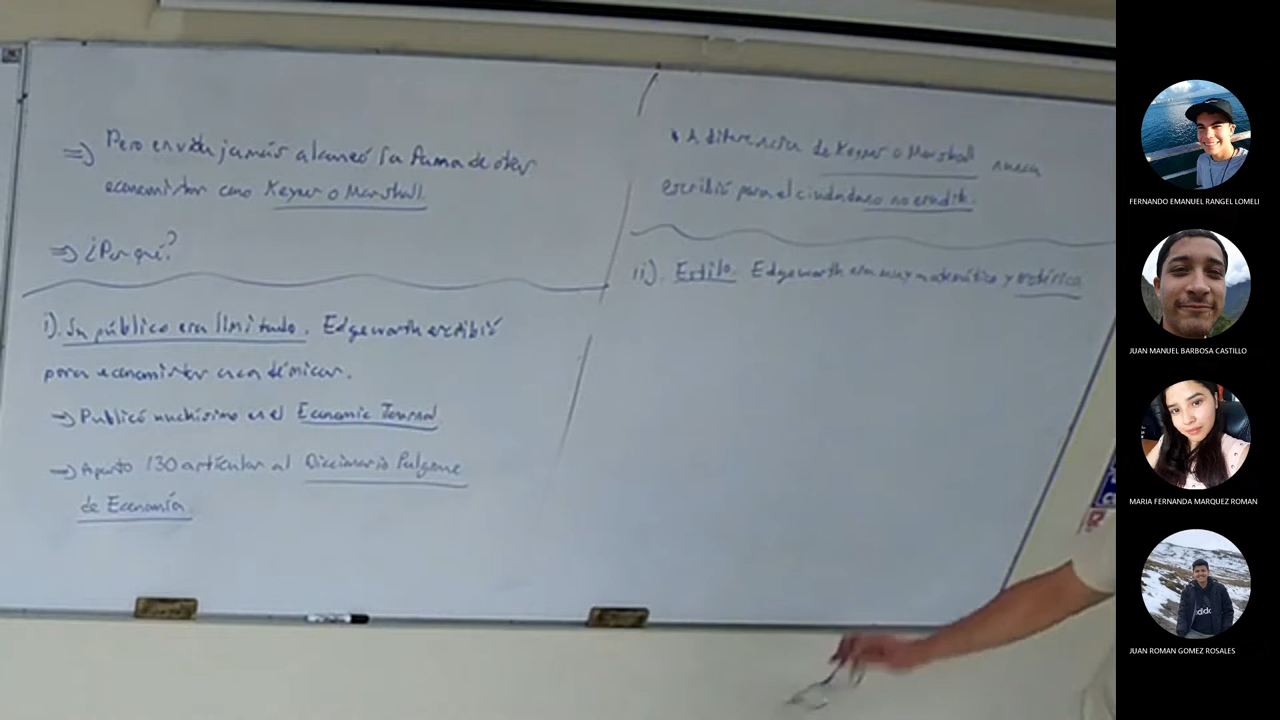 ⇒ Pero en vida jamás alcanzó la fama de otros
economistas como Keynes o Marshall.
⇒ ¿Por qué?
i). Su público era limitado. Edgeworth escribió
para economistas académicos.
→ Publicó muchísimo en el Economic Journal
→ Aportó 130 artículos al Diccionario Palgrave
de Economía
• A diferencia de Keynes o Marshall nunca
escribió para el ciudadano no erudito.
ii). Estilo. Edgeworth era muy matemático y esotérico
FERNANDO EMANUEL RANGEL LOMELI
JUAN MANUEL BARBOSA CASTILLO
MARIA FERNANDA MARQUEZ ROMAN
JUAN ROMAN GOMEZ ROSALES